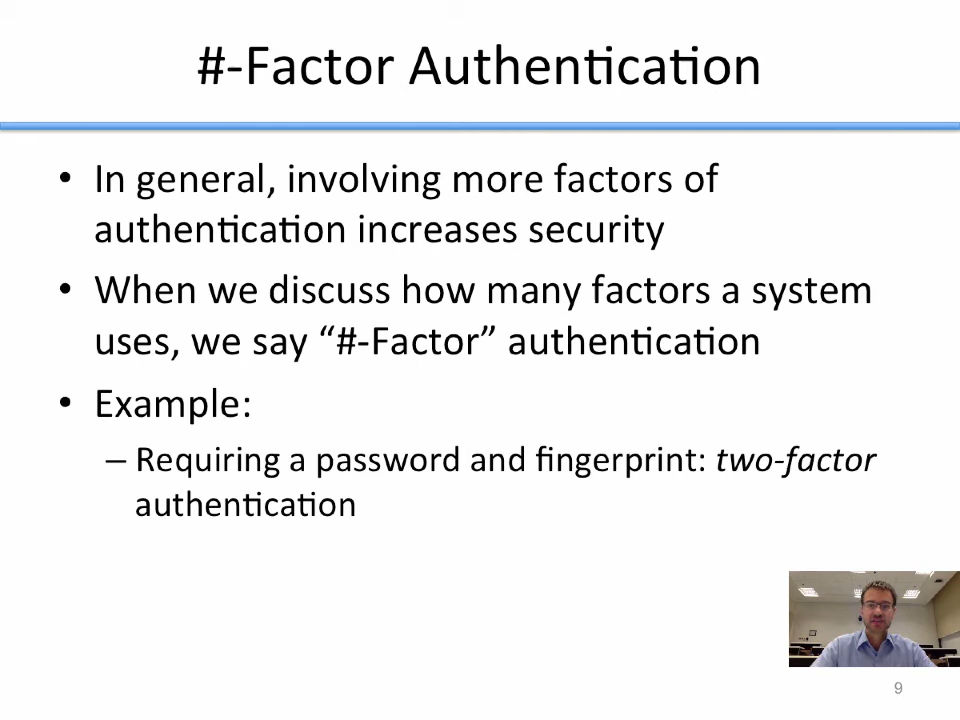 #-Factor Authentication
• In general, involving more factors of
authentication increases security
• When we discuss how many factors a system
uses, we say “#-Factor” authentication
• Example:
– Requiring a password and fingerprint: two-factor
authentication
9